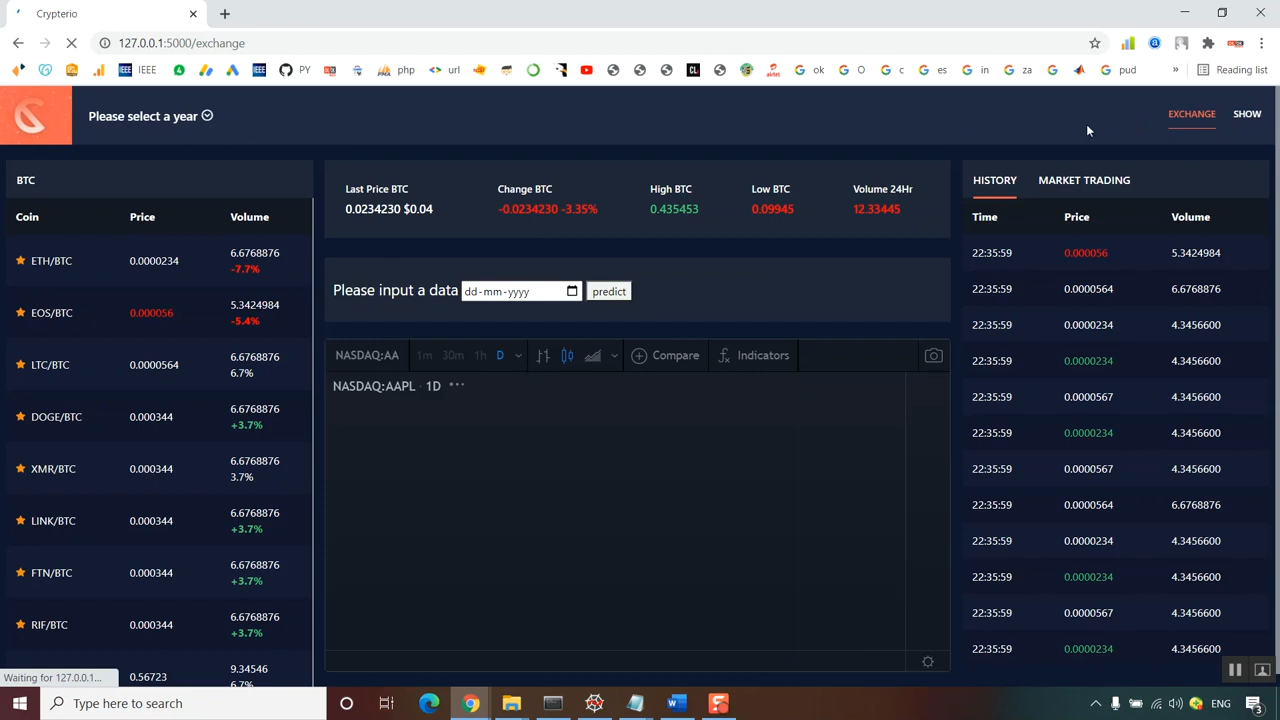 Crypterio
127.0.0.1:5000/exchange
IEEE
PY
php
url
ok
O
c
es
in
za
pud
»
Reading list
Please select a year
EXCHANGE
SHOW
BTC
Coin Price Volume
ETH/BTC 0.0000234 6.6768876
-7.7%
EOS/BTC 0.000056 5.3424984
-5.4%
LTC/BTC 0.0000564 6.6768876
6.7%
DOGE/BTC 0.000344 6.6768876
+3.7%
XMR/BTC 0.000344 6.6768876
3.7%
LINK/BTC 0.000344 6.6768876
+3.7%
FTN/BTC 0.000344 6.6768876
+3.7%
RIF/BTC 0.000344 6.6768876
+3.7%
0.56723 9.34546
6.7%
Last Price BTC Change BTC High BTC Low BTC Volume 24Hr
0.0234230 $0.04 -0.0234230 -3.35% 0.435453 0.09945 12.33445
Please input a data dd-mm-yyyy predict
NASDAQ:AA 1m 30m 1h D Compare Indicators
NASDAQ:AAPL · 1D ···
HISTORY MARKET TRADING
Time Price Volume
22:35:59 0.000056 5.3424984
22:35:59 0.0000564 6.6768876
22:35:59 0.0000234 4.3456600
22:35:59 0.0000234 4.3456600
22:35:59 0.0000567 4.3456600
22:35:59 0.0000234 4.3456600
22:35:59 0.0000567 4.3456600
22:35:59 0.0000564 6.6768876
22:35:59 0.0000234 4.3456600
22:35:59 0.0000234 4.3456600
22:35:59 0.0000567 4.3456600
22:35:59 0.0000234 4.3456600
Waiting for 127.0.0.1...
Type here to search
ENG
3